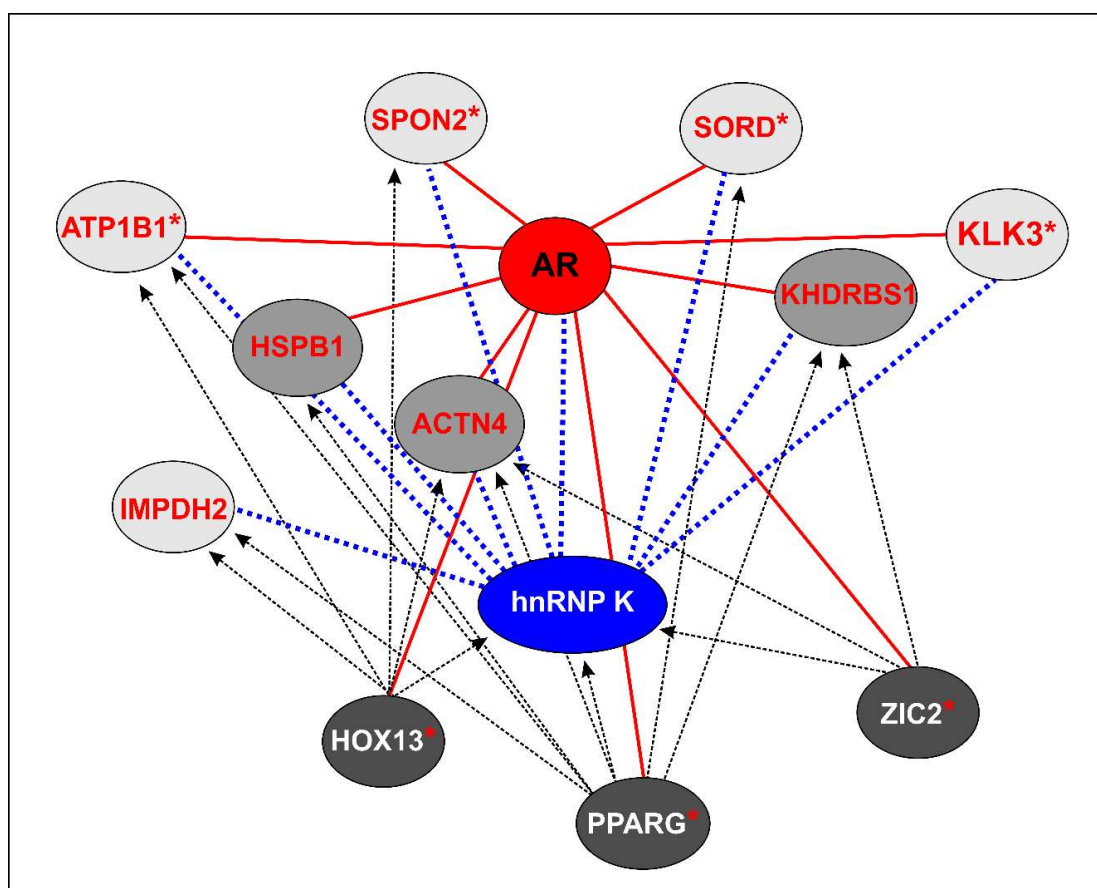 SPON2*
SORD*
ATP1B1*
KLK3*
AR
KHDRBS1
HSPB1
ACTN4
IMPDH2
hnRNP K
ZIC2*
HOX13*
PPARG*